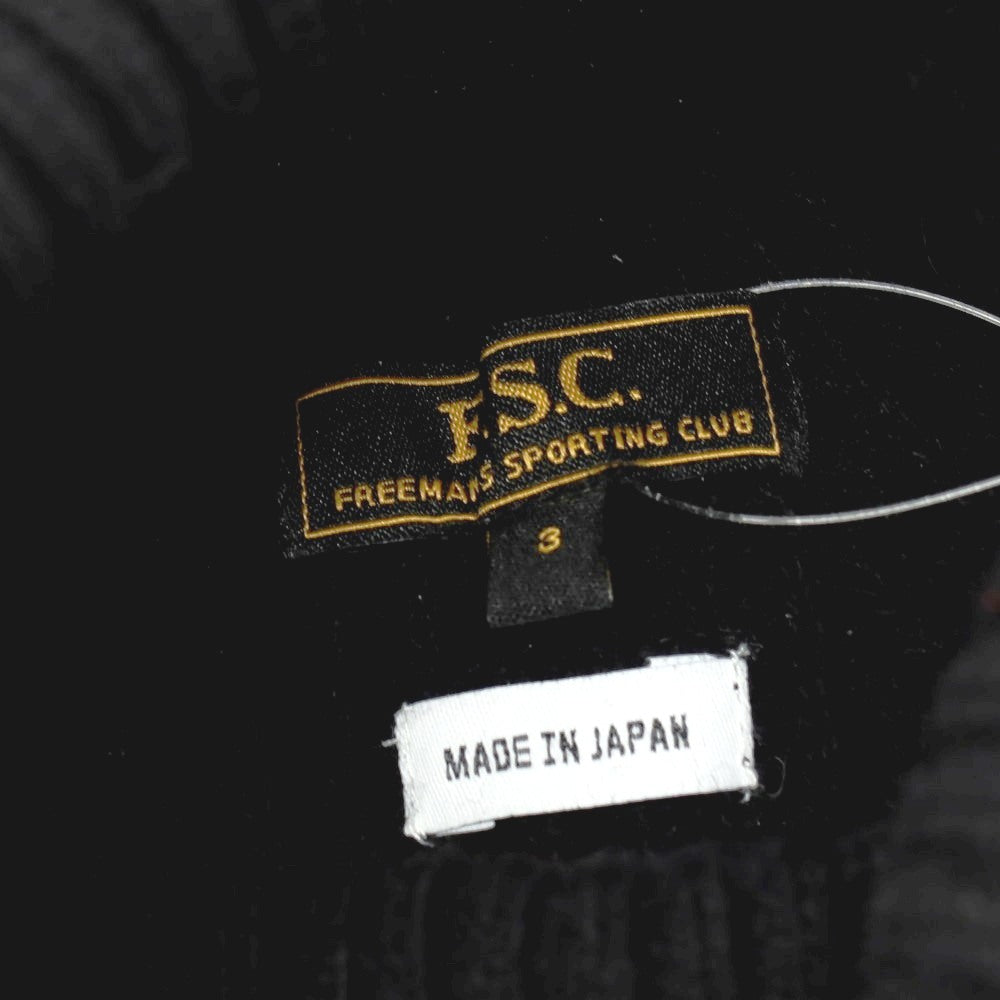 F.S.C.
FREEMANS SPORTING CLUB
3
MADE IN JAPAN